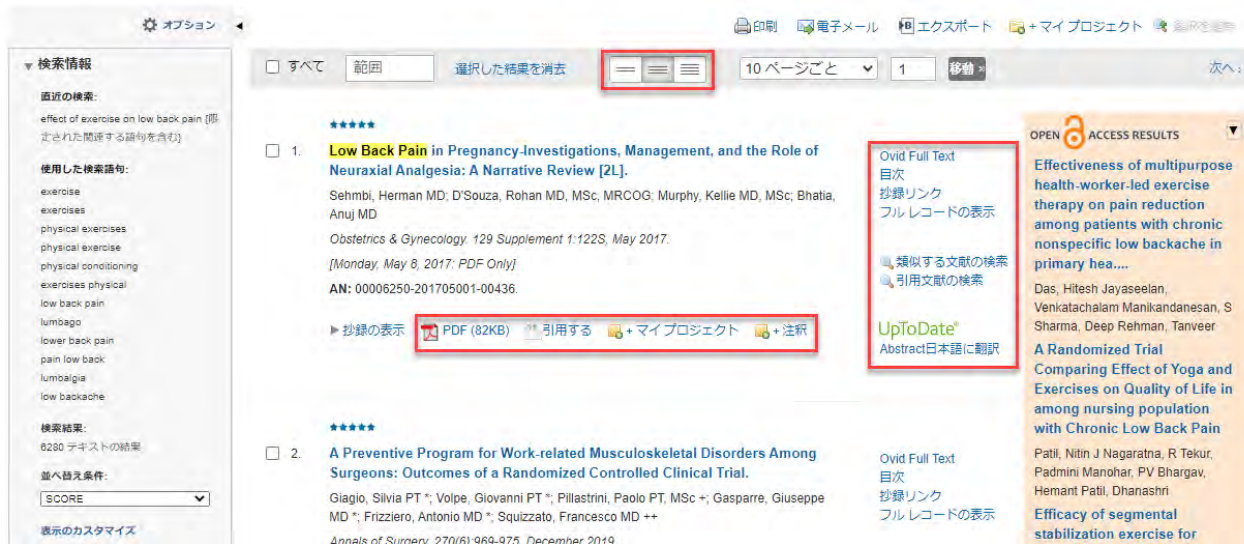 オプション
印刷 電子メール エクスポート +マイ プロジェクト
検索情報
直近の検索:
effect of exercise on low back pain {限
定された関連する語句を含む}
使用した検索語句:
exercise
exercises
physical exercises
physical exercise
physical conditioning
exercises physical
low back pain
lumbago
lower back pain
pain low back
lumbalgia
low backache
検索結果:
6280 テキストの結果
並べ替え条件:
SCORE
表示のカスタマイズ
すべて 範囲 選択した結果を消去 10 ページごと 1 移動 » 次へ
1. Low Back Pain in Pregnancy-Investigations, Management, and the Role of
Neuraxial Analgesia: A Narrative Review [2L].
Sehmbi, Herman MD; D'Souza, Rohan MD, MSc, MRCOG; Murphy, Kellie MD, MSc; Bhatia,
Anuj MD
Obstetrics & Gynecology. 129 Supplement 1:122S, May 2017.
[Monday, May 8, 2017: PDF Only]
AN: 00006250-201705001-00436.
抄録の表示 PDF (82KB) 引用する +マイ プロジェクト +注釈
Ovid Full Text
目次
抄録リンク
フル レコードの表示
類似する文献の検索
引用文献の検索
UpToDate®
Abstract日本語に翻訳
2. A Preventive Program for Work-related Musculoskeletal Disorders Among
Surgeons: Outcomes of a Randomized Controlled Clinical Trial.
Giagio, Silvia PT *; Volpe, Giovanni PT *; Pillastrini, Paolo PT, MSc +; Gasparre, Giuseppe
MD *; Frizziero, Antonio MD *; Squizzato, Francesco MD ++
Annals of Surgery. 270(6):969-975, December 2019.
Ovid Full Text
目次
抄録リンク
フル レコードの表示
OPEN ACCESS RESULTS
Effectiveness of multipurpose
health-worker-led exercise
therapy on pain reduction
among patients with chronic
nonspecific low backache in
primary hea....
Das, Hitesh Jayaseelan,
Venkatachalam Manikandanesan, S
Sharma, Deep Rehman, Tanveer
A Randomized Trial
Comparing Effect of Yoga and
Exercises on Quality of Life in
among nursing population
with Chronic Low Back Pain
Patil, Nitin J Nagaratna, R Tekur,
Padmini Manohar, PV Bhargav,
Hemant Patil, Dhanashri
Efficacy of segmental
stabilization exercise for